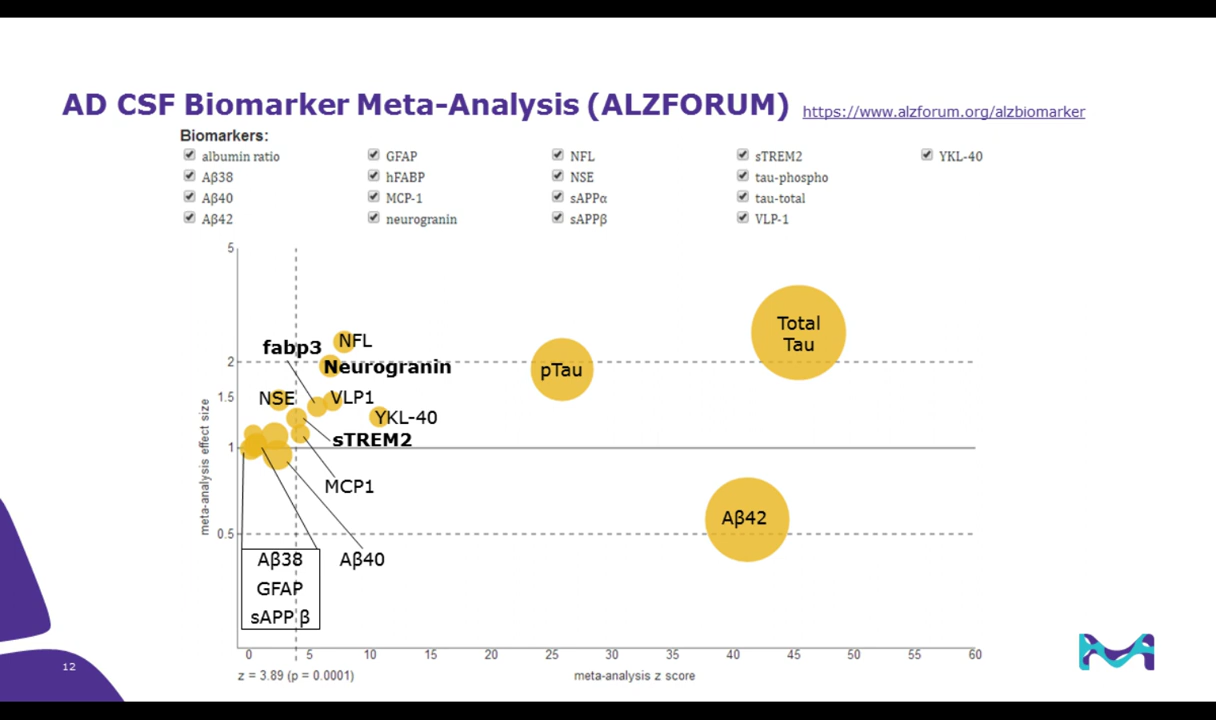 AD CSF Biomarker Meta-Analysis (ALZFORUM) https://www.alzforum.org/alzbiomarker
Biomarkers:
albumin ratio GFAP NFL sTREM2 YKL-40
Aβ38 hFABP NSE tau-phospho
Aβ40 MCP-1 sAPPα tau-total
Aβ42 neurogranin sAPPβ VLP-1
5
Total
Tau
NFL
fabp3
2
Neurogranin
pTau
1.5
NSE
VLP1
YKL-40
sTREM2
1
meta-analysis effect size
MCP1
Aβ42
0.5
Aβ38
Aβ40
GFAP
sAPP β
0 5 10 15 20 25 30 35 40 45 50 55 60
z = 3.89 (p = 0.0001)
meta-analysis z score
12